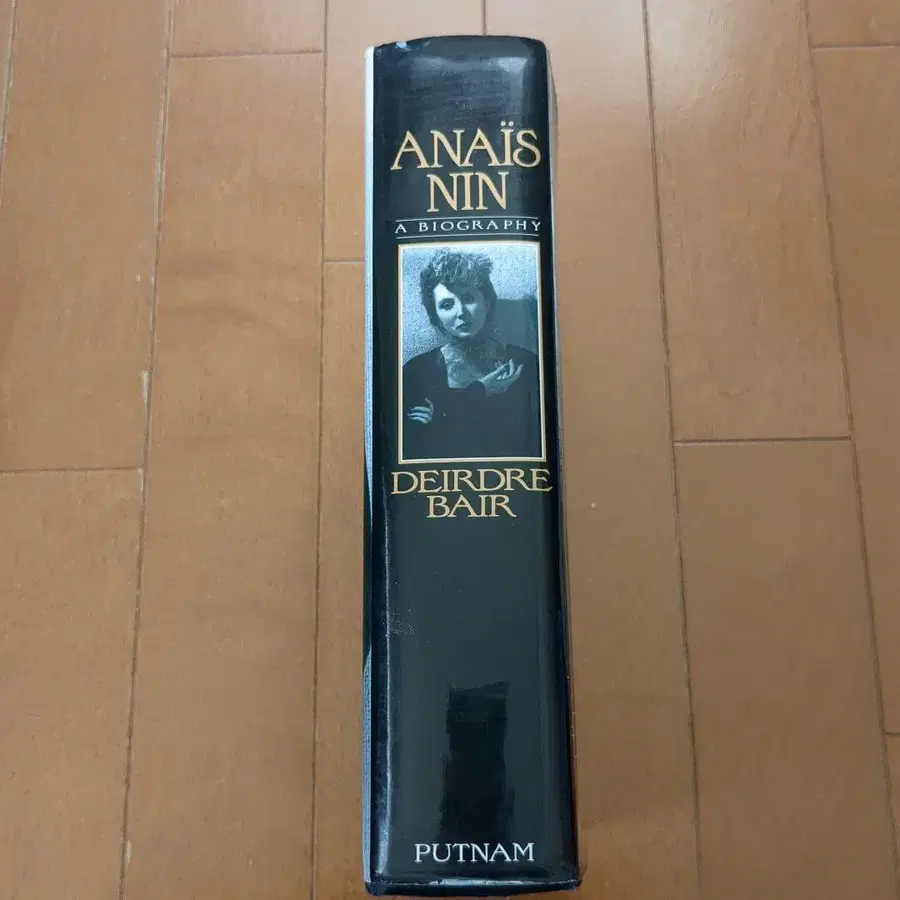 ANAÏS
NIN
A BIOGRAPHY
DEIRDRE
BAIR
PUTNAM